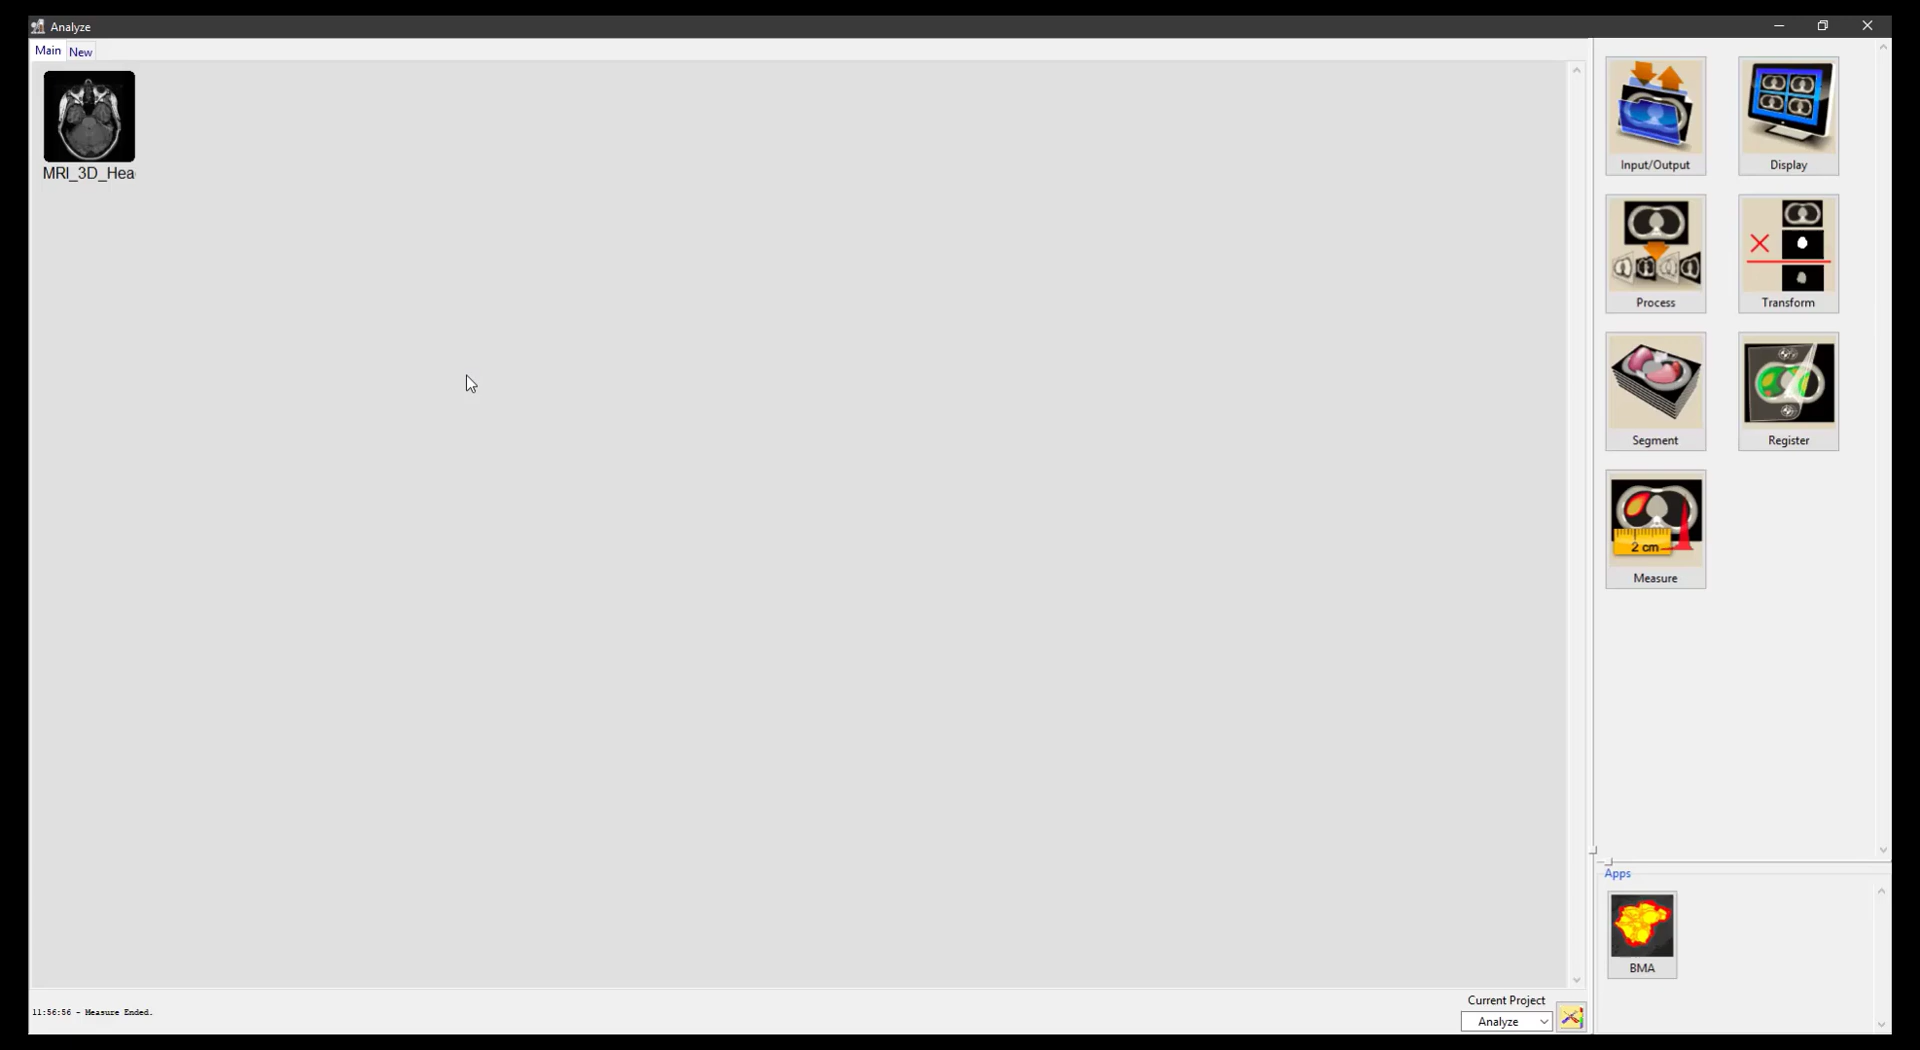 Analyze
Main New
MRI_3D_Hea
Input/Output
Display
Process
Transform
Segment
Register
2 cm
Measure
Apps
BMA
11:56:56 - Measure Ended.
Current Project
Analyze